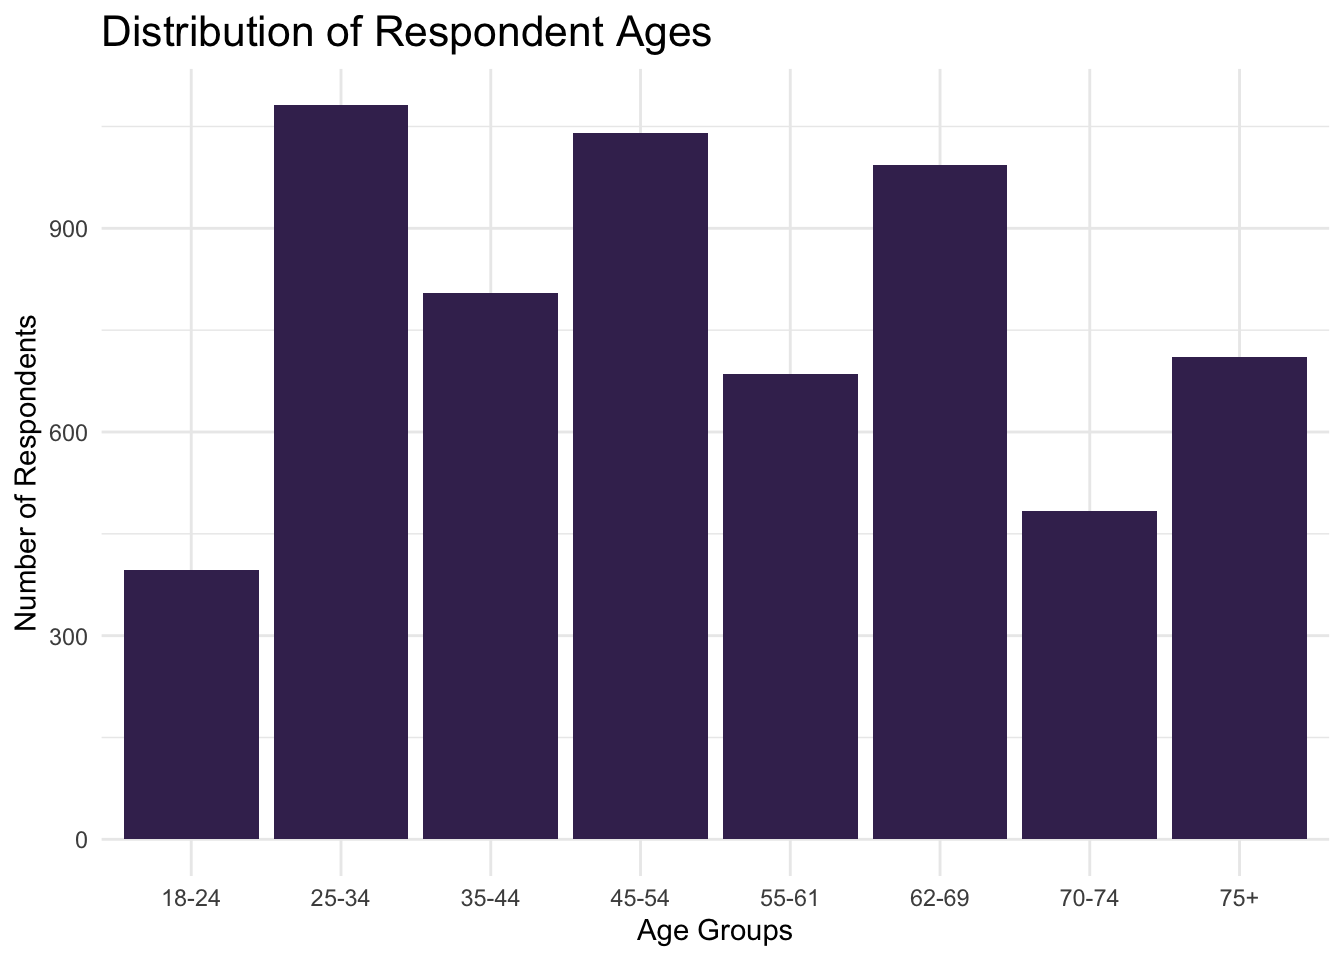 Distribution of Respondent Ages
Number of Respondents
900
600
300
0
18-24 25-34 35-44 45-54 55-61 62-69 70-74 75+
Age Groups